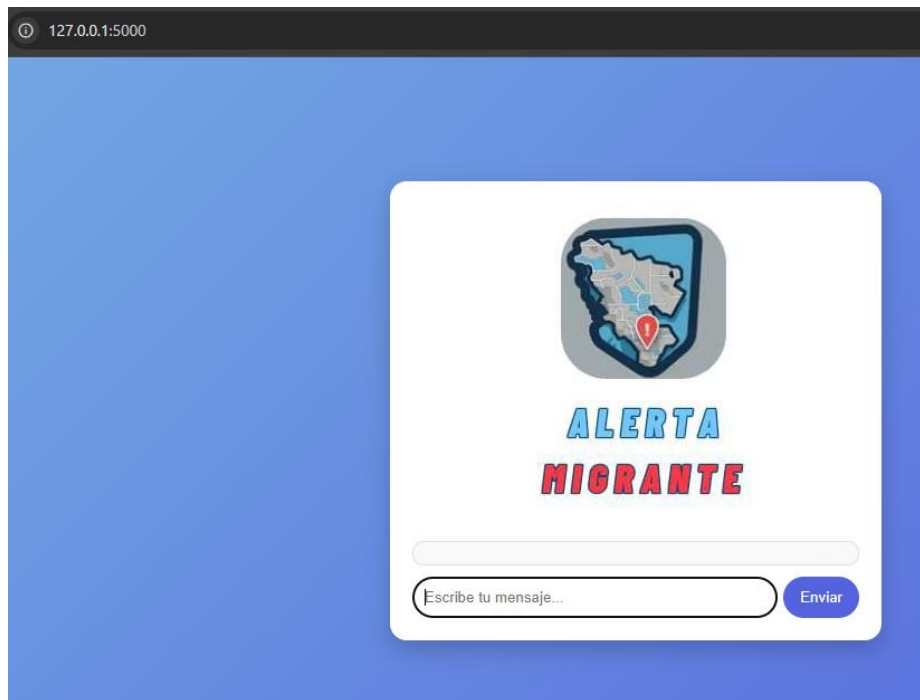 127.0.0.1:5000
ALERTA
MIGRANTE
Escribe tu mensaje...
Enviar